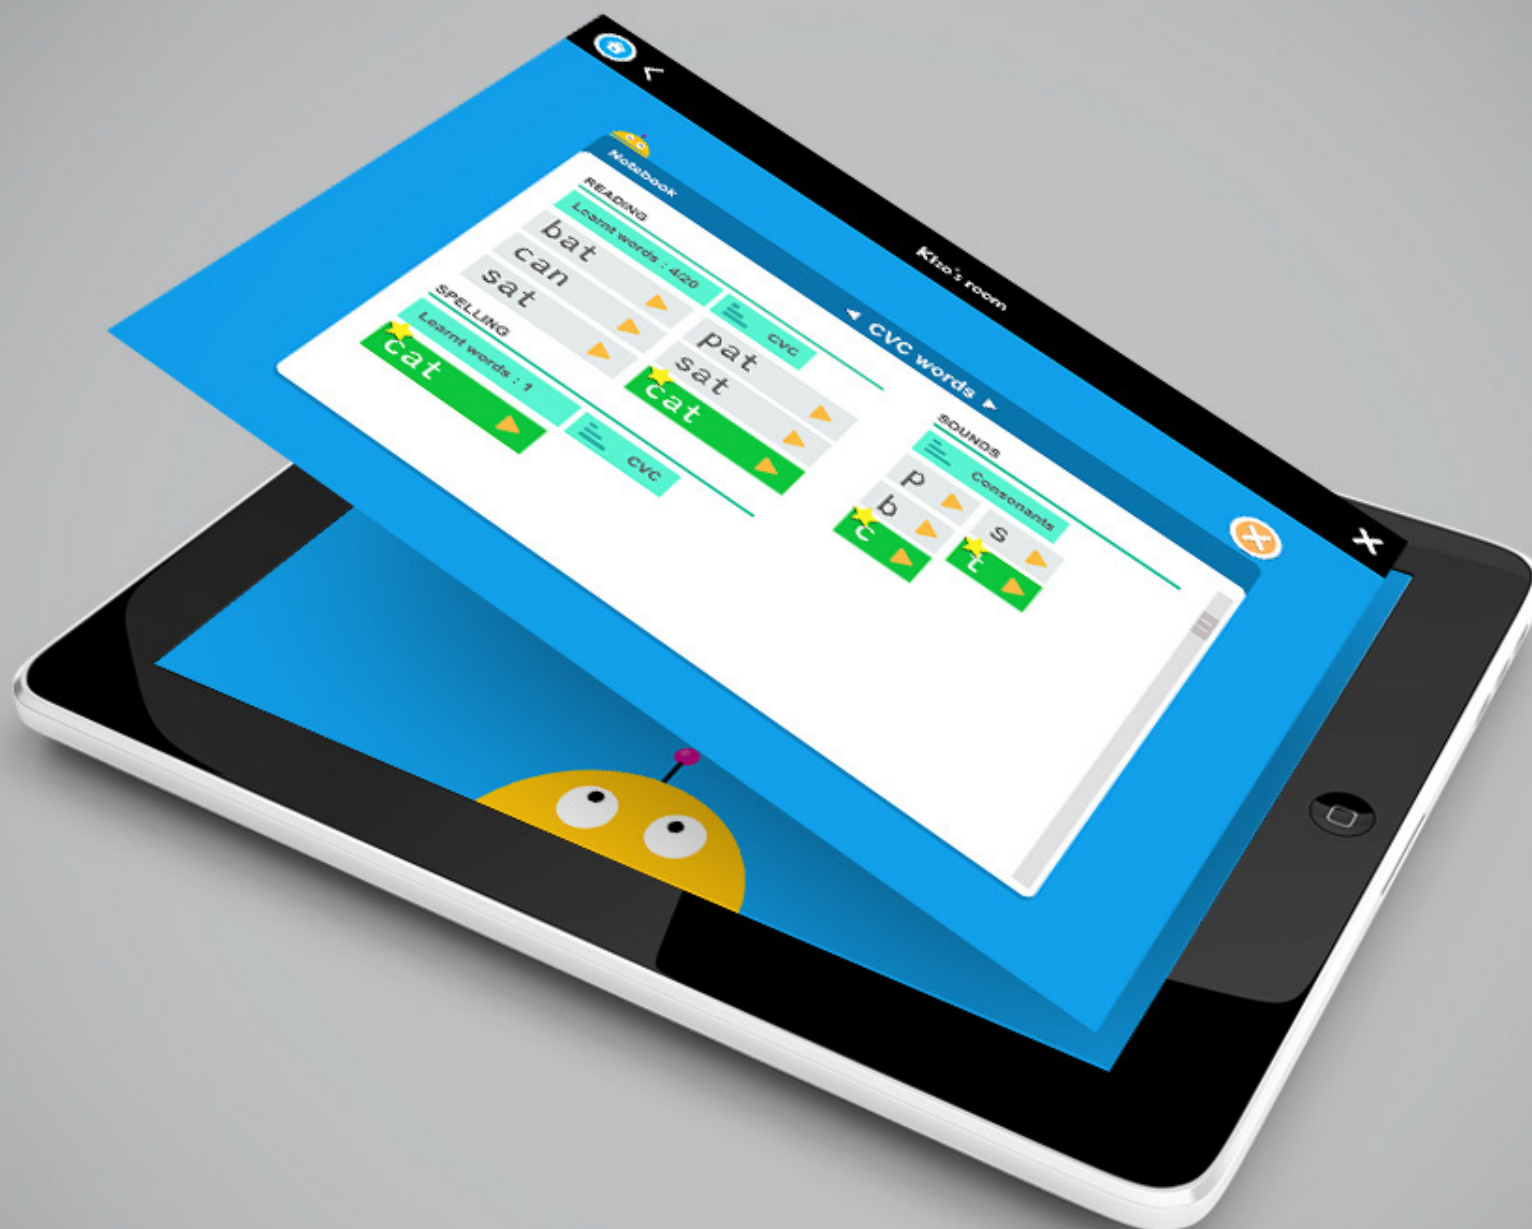 Kizo's room
Notebook
CVC words
READING
Learnt words : 4/20
CVC
bat
can
sat
pat
sat
cat
SPELLING
Learnt words : 1
CVC
cat
SOUNDS
Consonants
p
b
c
s
t